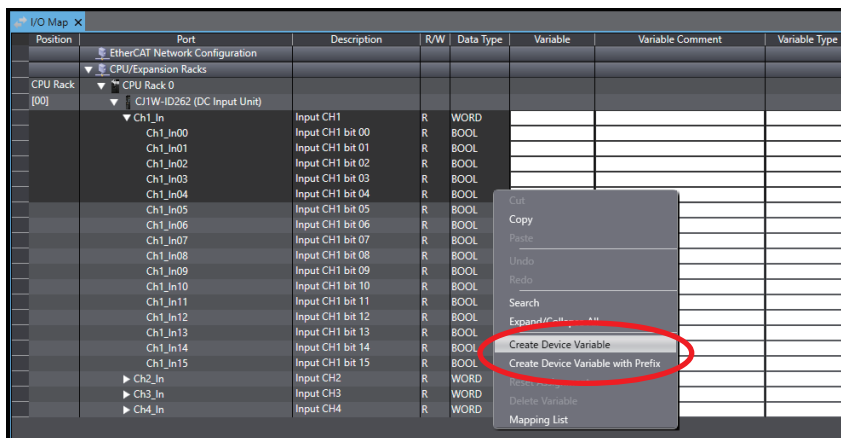 I/O Map ×
Position Port Description R/W Data Type Variable Variable Comment Variable Type
EtherCAT Network Configuration
CPU/Expansion Racks
CPU Rack CPU Rack 0
[00] CJ1W-ID262 (DC Input Unit)
Ch1_In Input CH1 R WORD
Ch1_In00 Input CH1 bit 00 R BOOL
Ch1_In01 Input CH1 bit 01 R BOOL
Ch1_In02 Input CH1 bit 02 R BOOL
Ch1_In03 Input CH1 bit 03 R BOOL
Ch1_In04 Input CH1 bit 04 R BOOL
Ch1_In05 Input CH1 bit 05 R BOOL
Ch1_In06 Input CH1 bit 06 R BOOL
Ch1_In07 Input CH1 bit 07 R BOOL
Ch1_In08 Input CH1 bit 08 R BOOL
Ch1_In09 Input CH1 bit 09 R BOOL
Ch1_In10 Input CH1 bit 10 R BOOL
Ch1_In11 Input CH1 bit 11 R BOOL
Ch1_In12 Input CH1 bit 12 R BOOL
Ch1_In13 Input CH1 bit 13 R BOOL
Ch1_In14 Input CH1 bit 14 R BOOL
Ch1_In15 Input CH1 bit 15 R BOOL
Ch2_In Input CH2 R WORD
Ch3_In Input CH3 R WORD
Ch4_In Input CH4 R WORD
Cut
Copy
Paste
Undo
Redo
Search
Expand/Collapse All
Create Device Variable
Create Device Variable with Prefix
Delete Variable
Mapping List